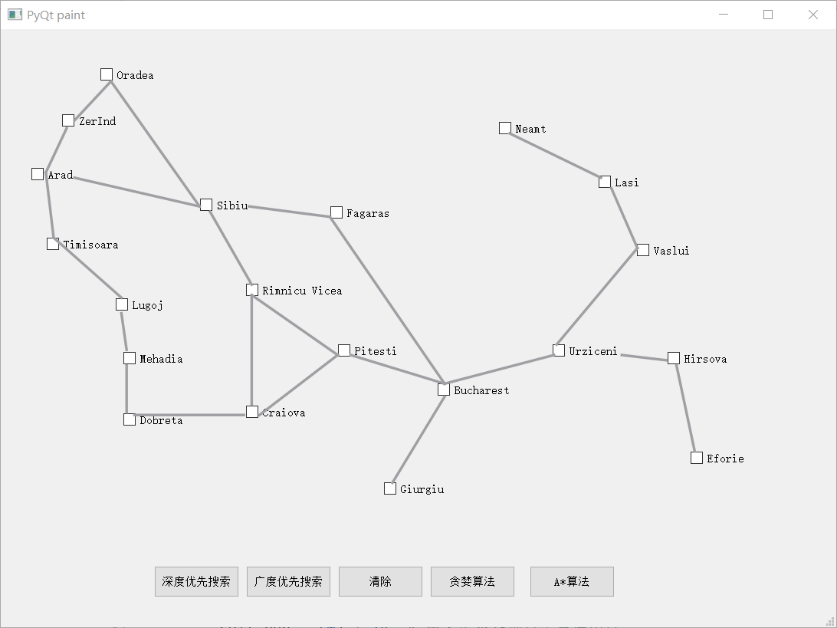 PyQt paint
Oradea
ZerInd
Neamt
Arad
Lasi
Sibiu
Fagaras
Timisoara
Vaslui
Rimnicu Vicea
Lugoj
Pitesti
Urziceni
Mehadia
Hirsova
Bucharest
Craiova
Dobreta
Eforie
Giurgiu
深度优先搜索 广度优先搜索 清除 贪婪算法 A*算法